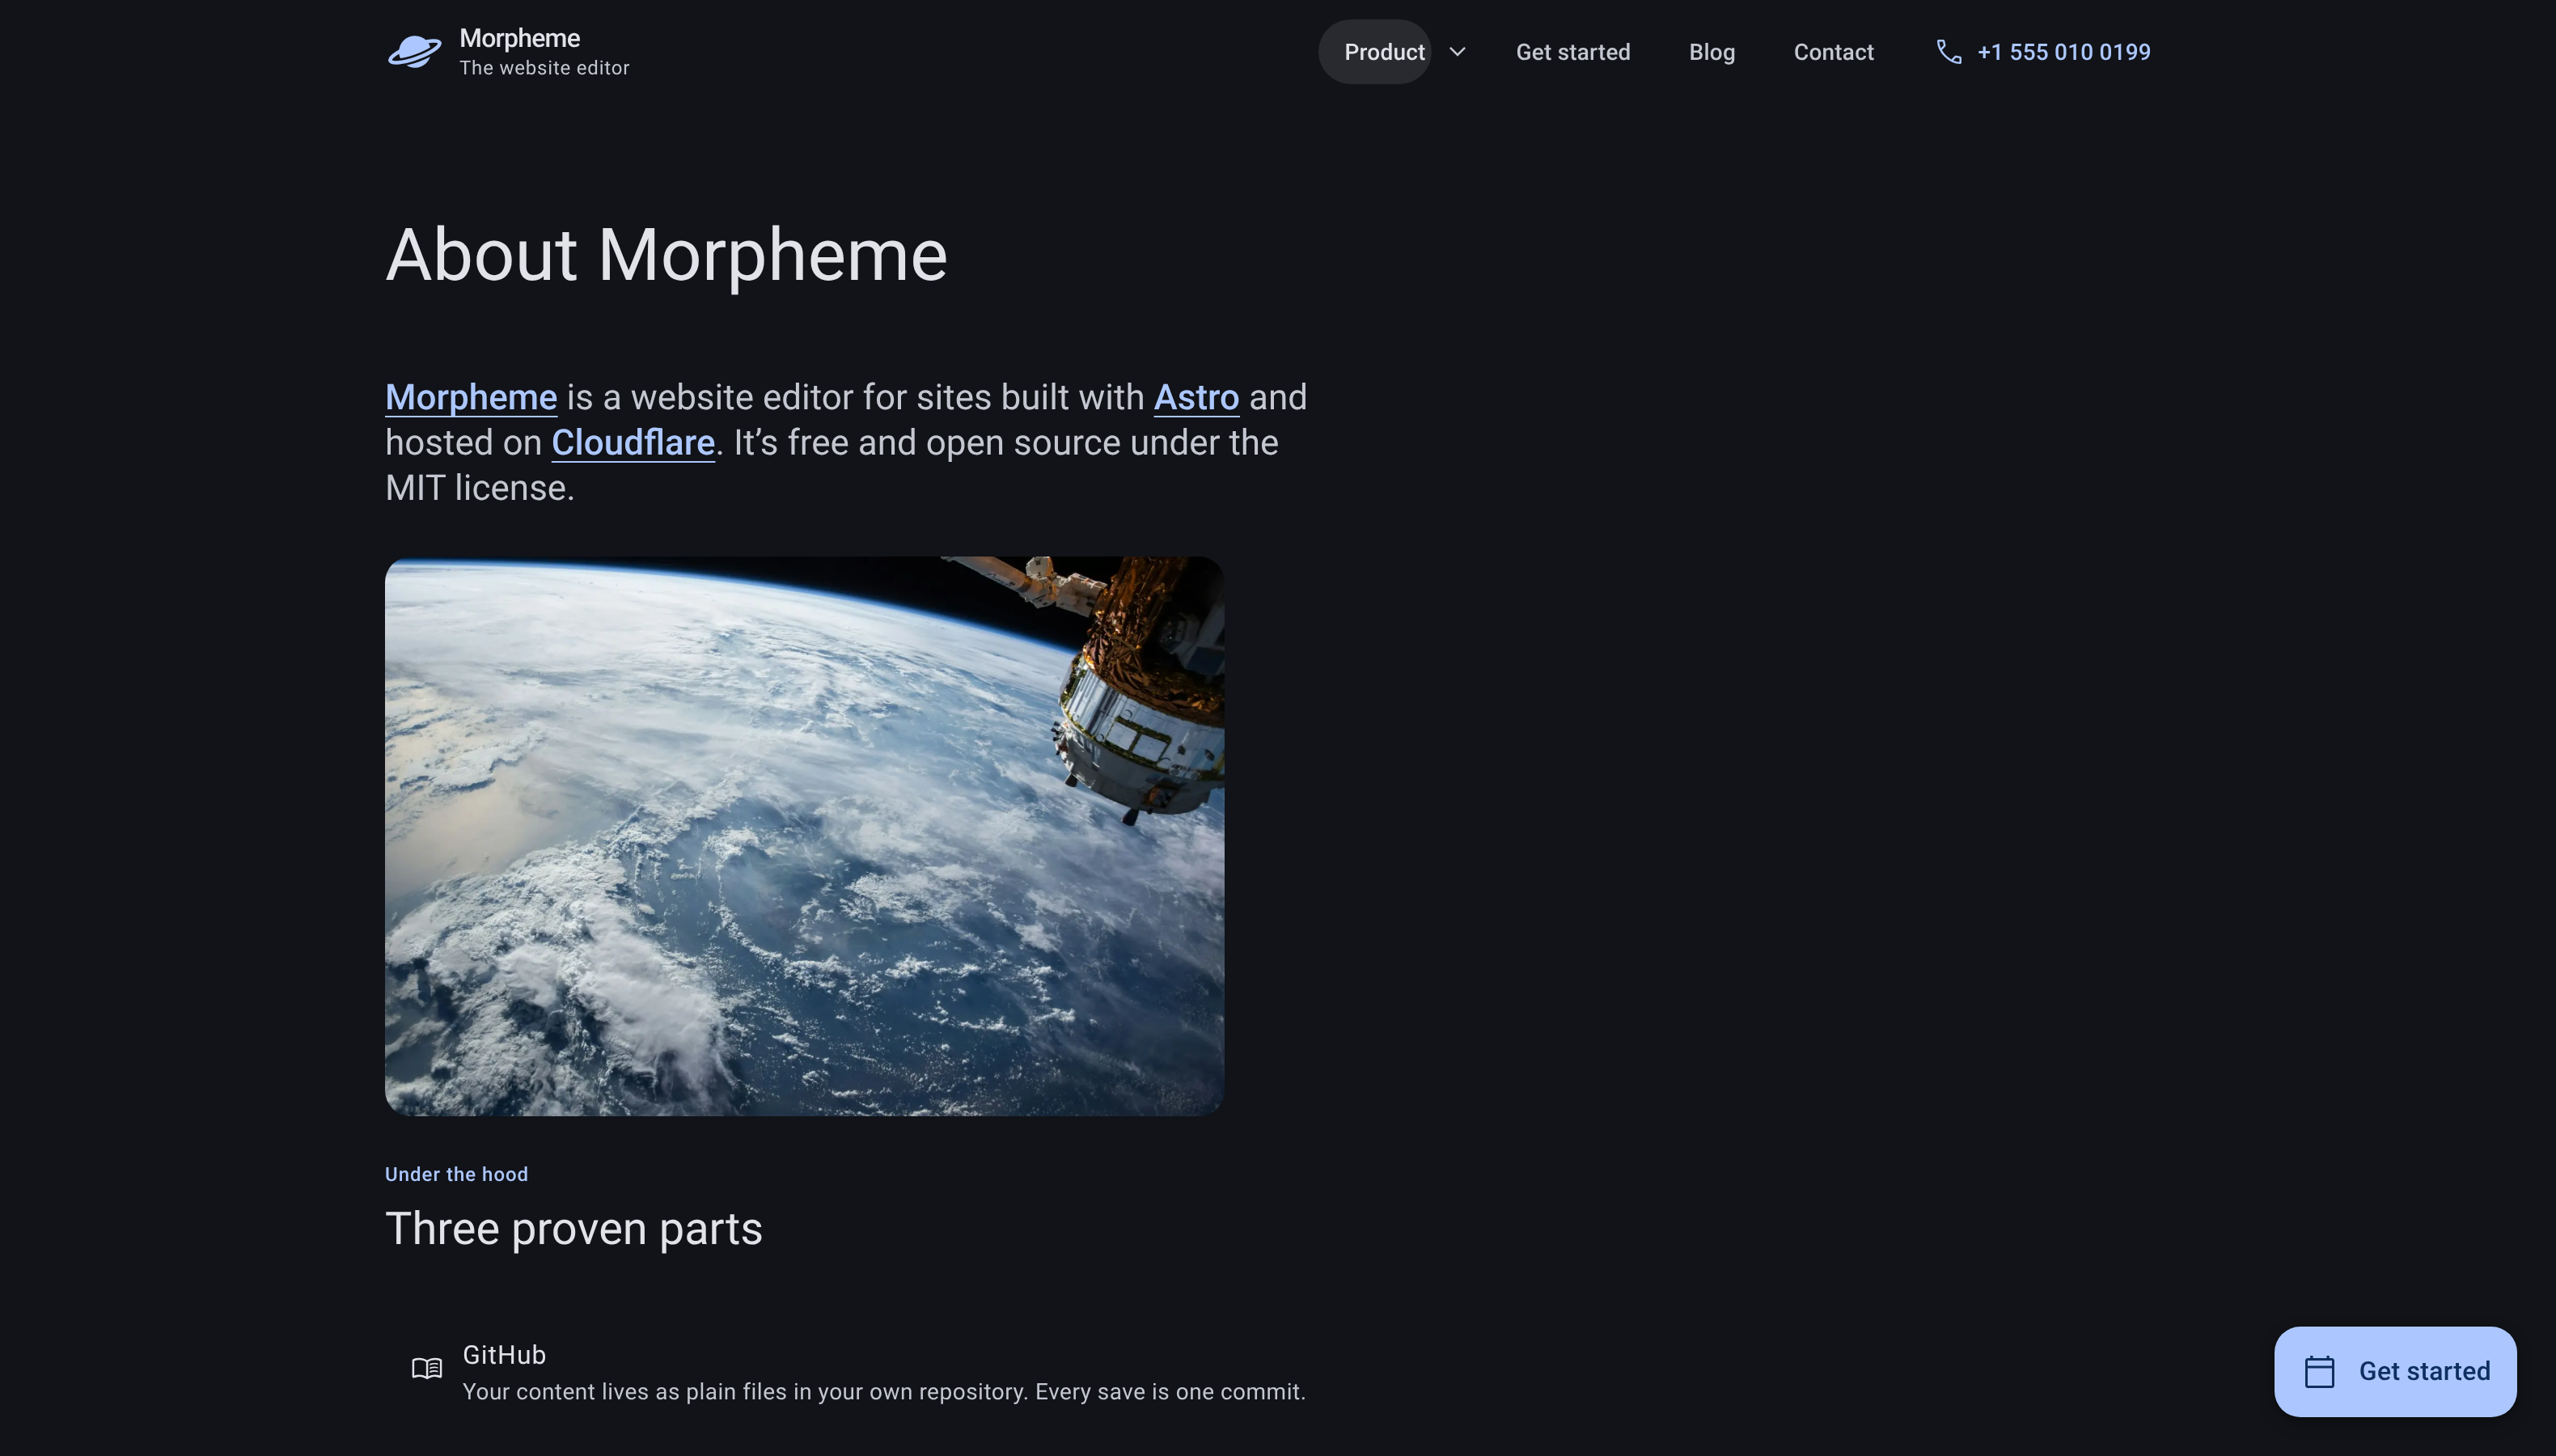 Morpheme
The website editor
Product
Get started
Blog
Contact
+1 555 010 0199
About Morpheme
Morpheme is a website editor for sites built with Astro and
hosted on Cloudflare. It’s free and open source under the
MIT license.
Under the hood
Three proven parts
GitHub
Your content lives as plain files in your own repository. Every save is one commit.
Get started